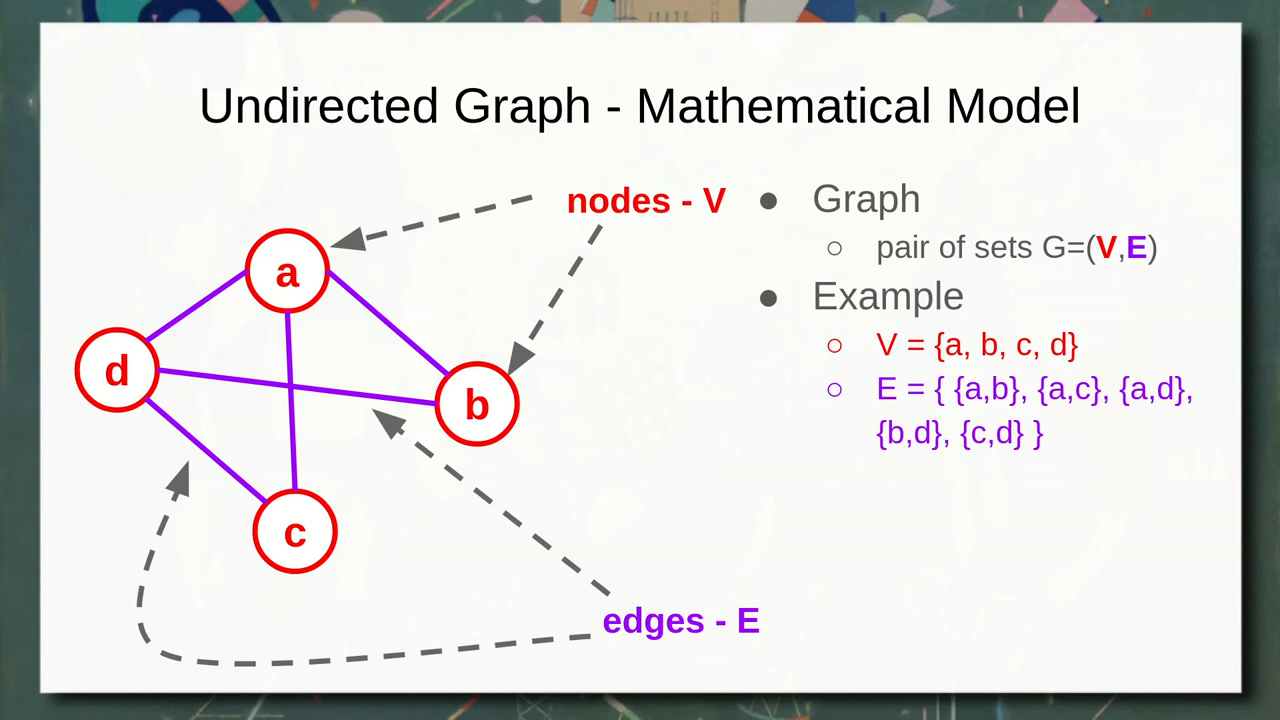 Undirected Graph - Mathematical Model
nodes - V
a
d
b
c
edges - E
● Graph
○ pair of sets G=(V,E)
● Example
○ V = {a, b, c, d}
○ E = { {a,b}, {a,c}, {a,d},
{b,d}, {c,d} }